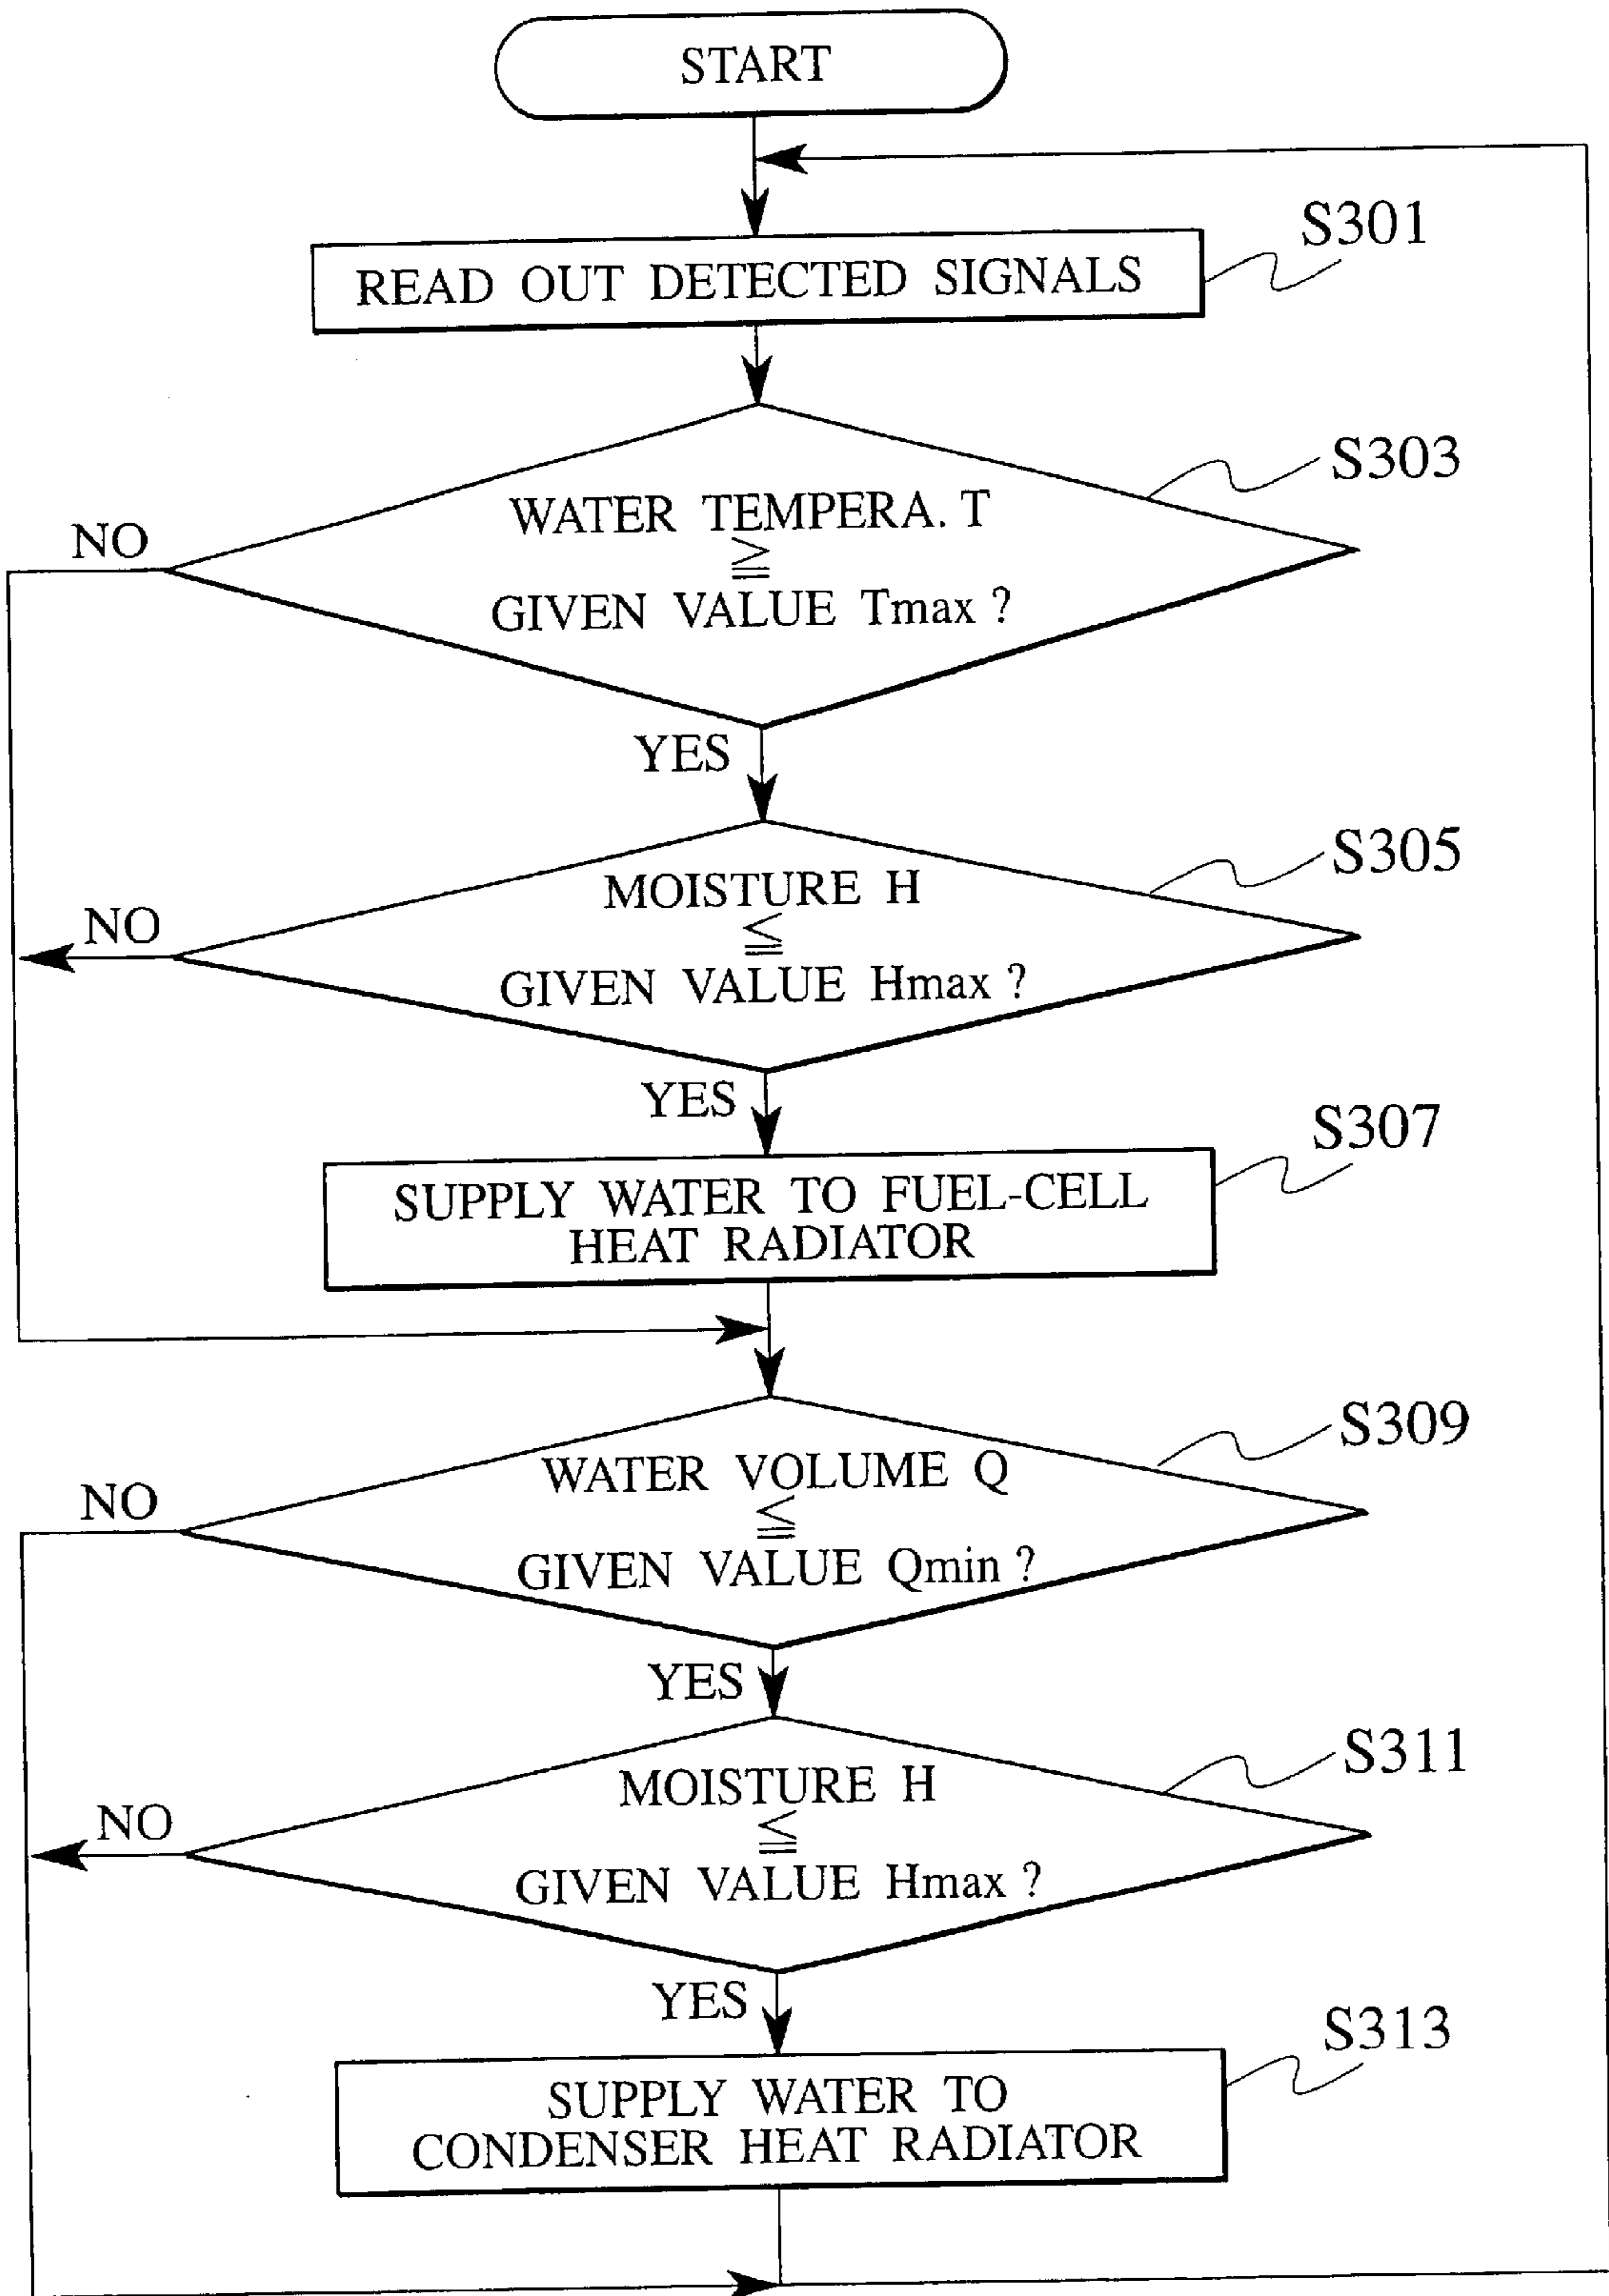 START
S301
READ OUT DETECTED SIGNALS
S303
WATER TEMPERA. T
≧
GIVEN VALUE Tmax ?
NO
YES
S305
MOISTURE H
≦
GIVEN VALUE Hmax ?
NO
YES
S307
SUPPLY WATER TO FUEL-CELL
HEAT RADIATOR
S309
WATER VOLUME Q
≦
GIVEN VALUE Qmin ?
NO
YES
S311
MOISTURE H
≦
GIVEN VALUE Hmax ?
NO
YES
S313
SUPPLY WATER TO
CONDENSER HEAT RADIATOR